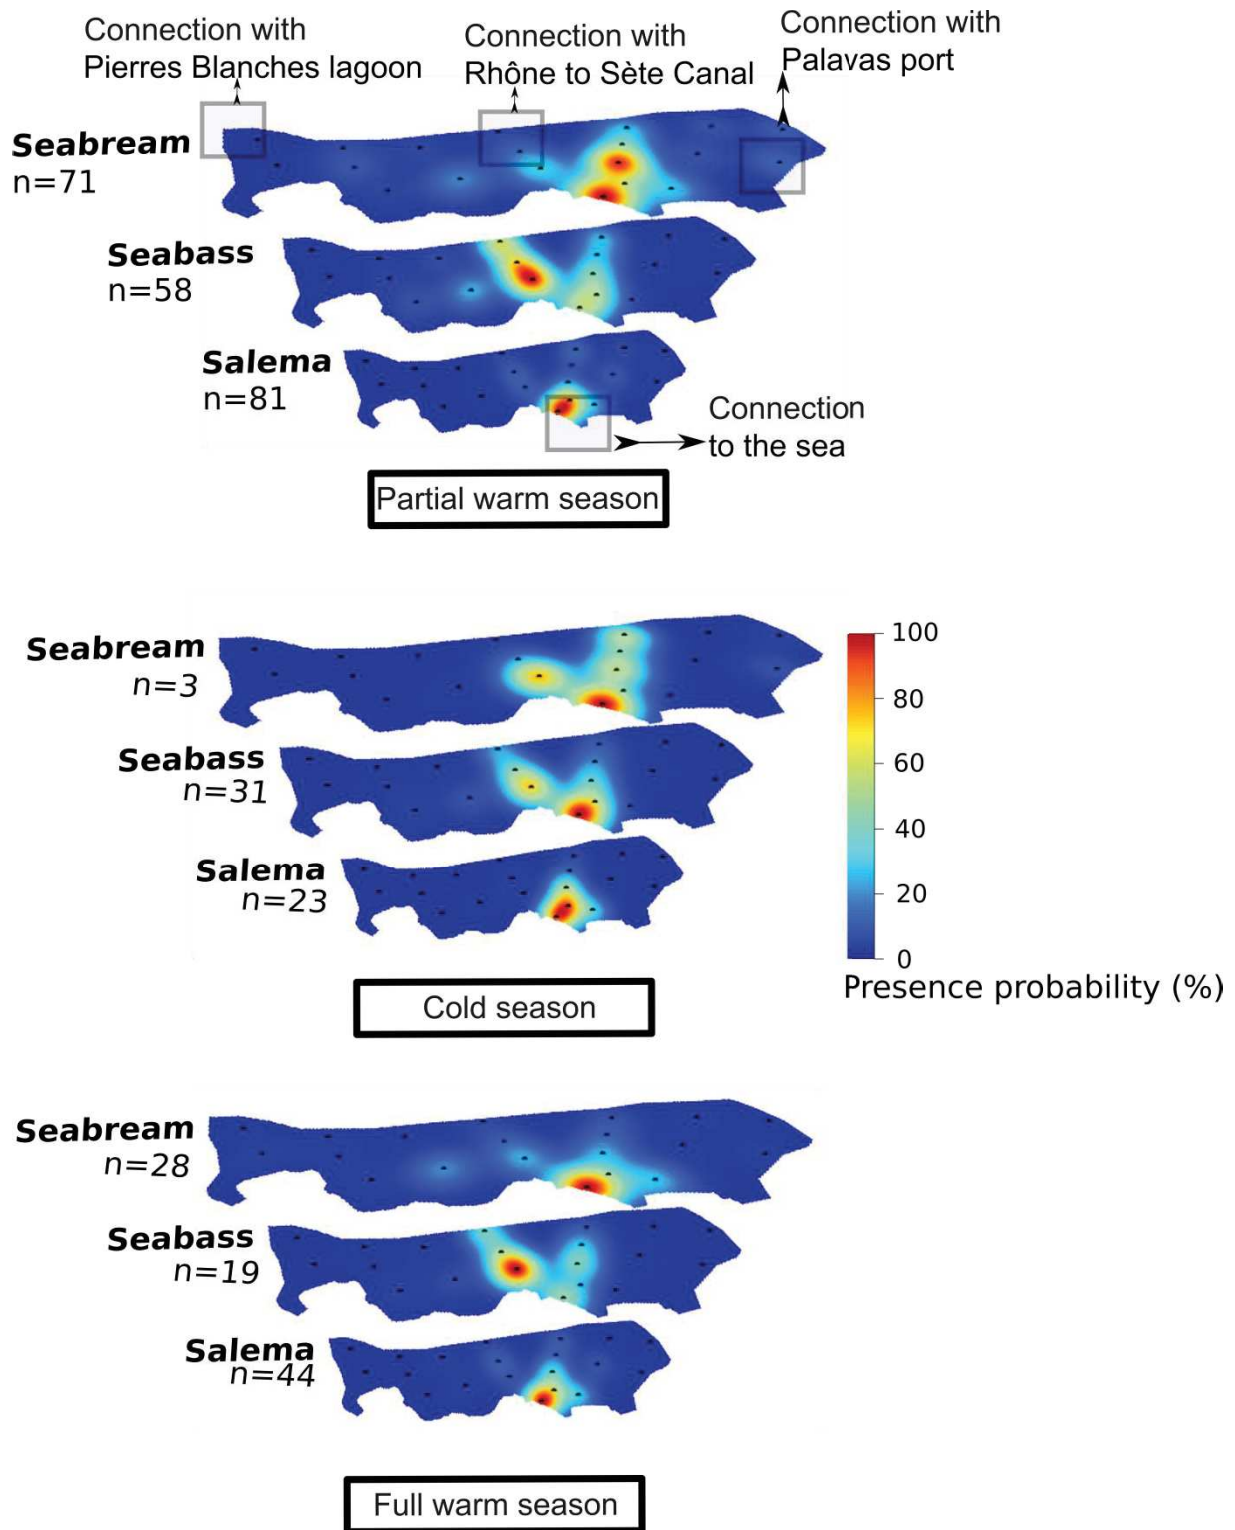 Connection with
Pierres Blanches lagoon
Connection with
Rhône to Sète Canal
Connection with
Palavas port
Seabream
n=71
Seabass
n=58
Salema
n=81
Connection
to the sea
Partial warm season
Seabream
n=3
Seabass
n=31
Salema
n=23
100
80
60
40
20
0
Presence probability (%)
Cold season
Seabream
n=28
Seabass
n=19
Salema
n=44
Full warm season